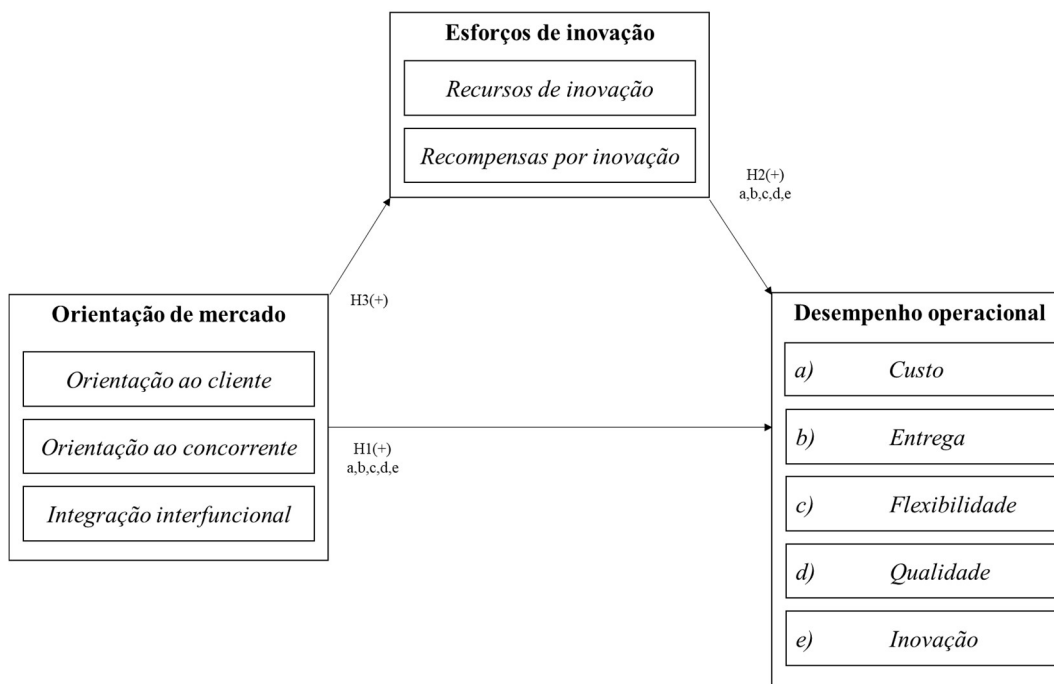 Esforços de inovação
Recursos de inovação
Recompensas por inovação
H2(+)
a,b,c,d,e
H3(+)
Orientação de mercado
Orientação ao cliente
Orientação ao concorrente
Integração interfuncional
H1(+)
a,b,c,d,e
Desempenho operacional
a) Custo
b) Entrega
c) Flexibilidade
d) Qualidade
e) Inovação